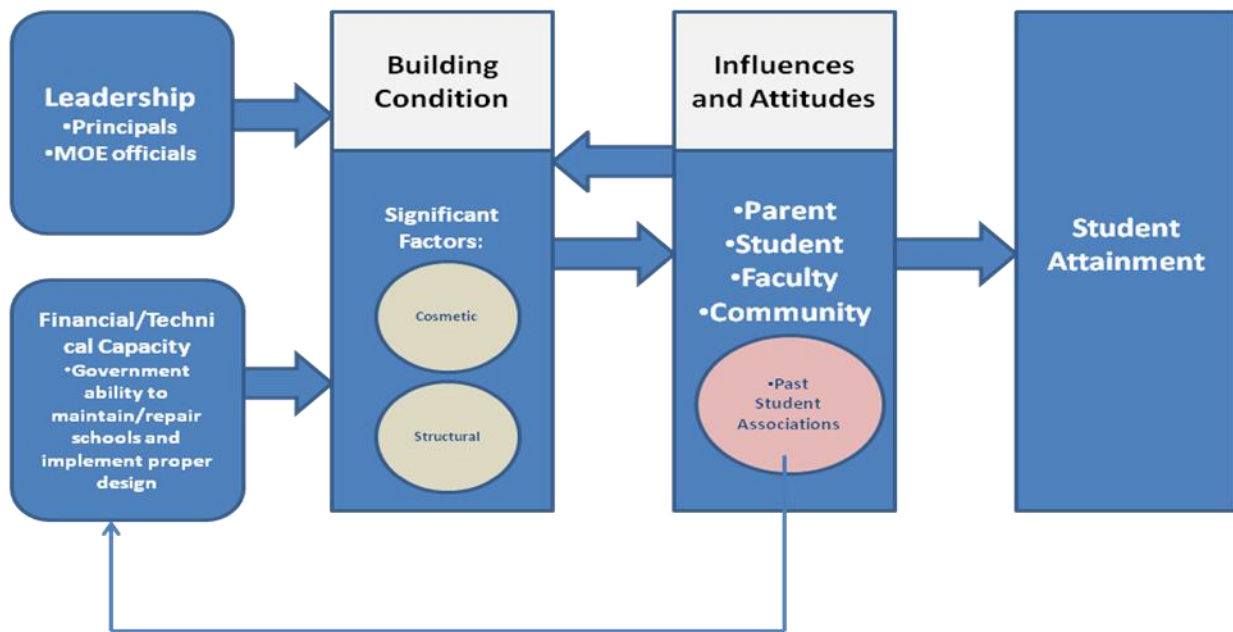 Leadership
•Principals
•MOE officials
Financial/Techni
cal Capacity
•Government
ability to
maintain/repair
schools and
implement proper
design
Building
Condition
Significant
Factors:
Cosmetic
Structural
Influences
and Attitudes
•Parent
•Student
•Faculty
•Community
•Past
Student
Associations
Student
Attainment